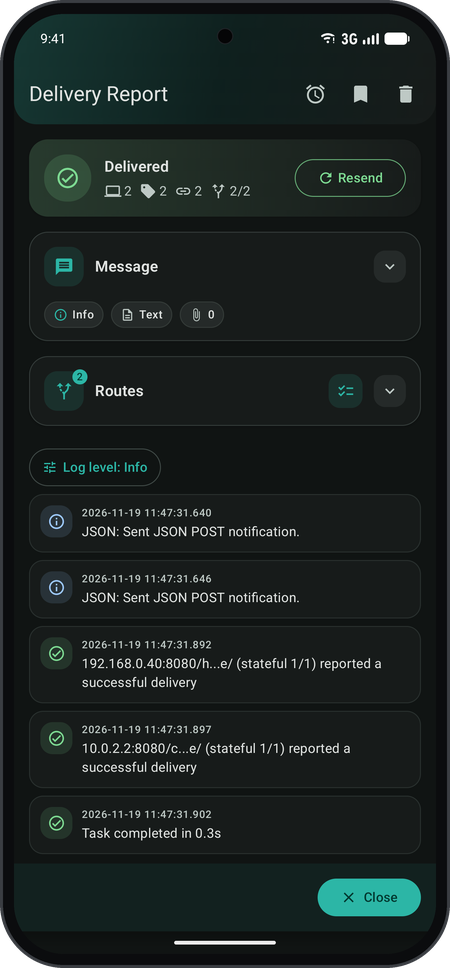 9:41
3G
Delivery Report
Delivered
2 2 2 2/2
Resend
Message
Info Text 0
2
Routes
Log level: Info
2026-11-19 11:47:31.640
JSON: Sent JSON POST notification.
2026-11-19 11:47:31.646
JSON: Sent JSON POST notification.
2026-11-19 11:47:31.892
192.168.0.40:8080/h...e/ (stateful 1/1) reported a
successful delivery
2026-11-19 11:47:31.897
10.0.2.2:8080/c...e/ (stateful 1/1) reported a
successful delivery
2026-11-19 11:47:31.902
Task completed in 0.3s
Close